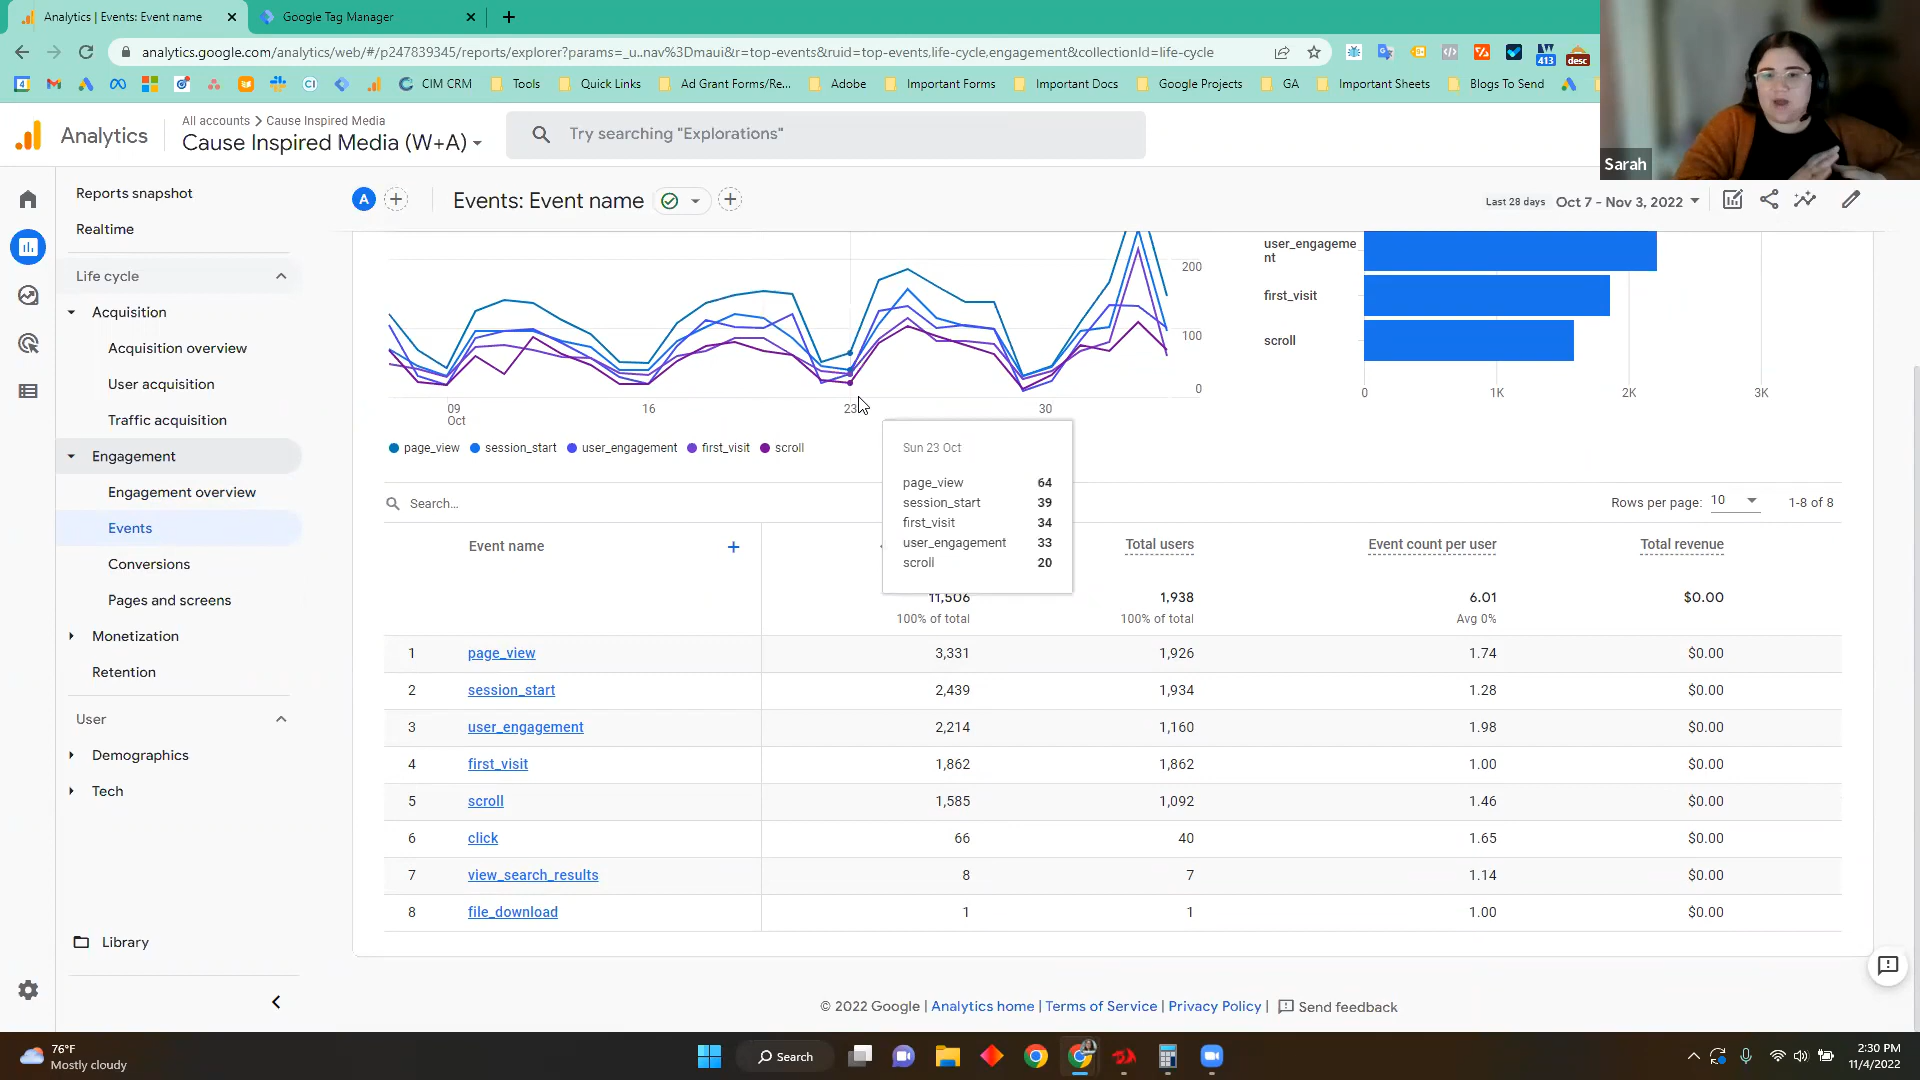 Analytics | Events: Event name
Google Tag Manager
analytics.google.com/analytics/web/#/p247839345/reports/explorer?params=_u..nav%3Dmaui&r=top-events&ruid=top-events,life-cycle,engagement&collectionId=life-cycle
413
desc
CIM CRM
Tools
Quick Links
Ad Grant Forms/Re...
Adobe
Important Forms
Important Docs
Google Projects
GA
Important Sheets
Blogs To Send
Sarah
Analytics
All accounts > Cause Inspired Media
Cause Inspired Media (W+A)
Try searching "Explorations"
Reports snapshot
Realtime
Life cycle
Acquisition
Acquisition overview
User acquisition
Traffic acquisition
Engagement
Engagement overview
Events
Conversions
Pages and screens
Monetization
Retention
User
Demographics
Tech
Library
A
Events: Event name
Last 28 days Oct 7 - Nov 3, 2022
200
100
0
09
Oct
16
23
30
page_view session_start user_engagement first_visit scroll
user_engageme
nt
first_visit
scroll
0 1K 2K 3K
Sun 23 Oct
page_view 64
session_start 39
first_visit 34
user_engagement 33
scroll 20
Search...
Rows per page: 10 1-8 of 8
Event name Total users Event count per user Total revenue
11,506 1,938 6.01 $0.00
100% of total 100% of total Avg 0%
1 page_view 3,331 1,926 1.74 $0.00
2 session_start 2,439 1,934 1.28 $0.00
3 user_engagement 2,214 1,160 1.98 $0.00
4 first_visit 1,862 1,862 1.00 $0.00
5 scroll 1,585 1,092 1.46 $0.00
6 click 66 40 1.65 $0.00
7 view_search_results 8 7 1.14 $0.00
8 file_download 1 1 1.00 $0.00
© 2022 Google | Analytics home | Terms of Service | Privacy Policy | Send feedback
76°F
Mostly cloudy
Search
2:30 PM
11/4/2022